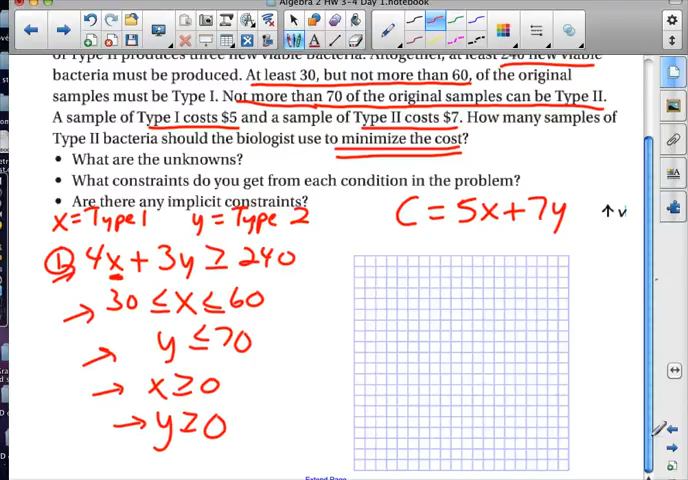 Algebra 2 HW 3-4 Day 1.notebook
of Type II produces three new viable bacteria. Altogether, at least 240 new viable
bacteria must be produced. At least 30, but not more than 60, of the original
samples must be Type I. Not more than 70 of the original samples can be Type II.
A sample of Type I costs $5 and a sample of Type II costs $7. How many samples of
Type II bacteria should the biologist use to minimize the cost?
• What are the unknowns?
• What constraints do you get from each condition in the problem?
• Are there any implicit constraints?
x = Type 1 y = Type 2
C = 5x + 7y
① 4x + 3y ≥ 240
→ 30 ≤ x ≤ 60
→ y ≤ 70
→ x ≥ 0
→ y ≥ 0
Extend Page